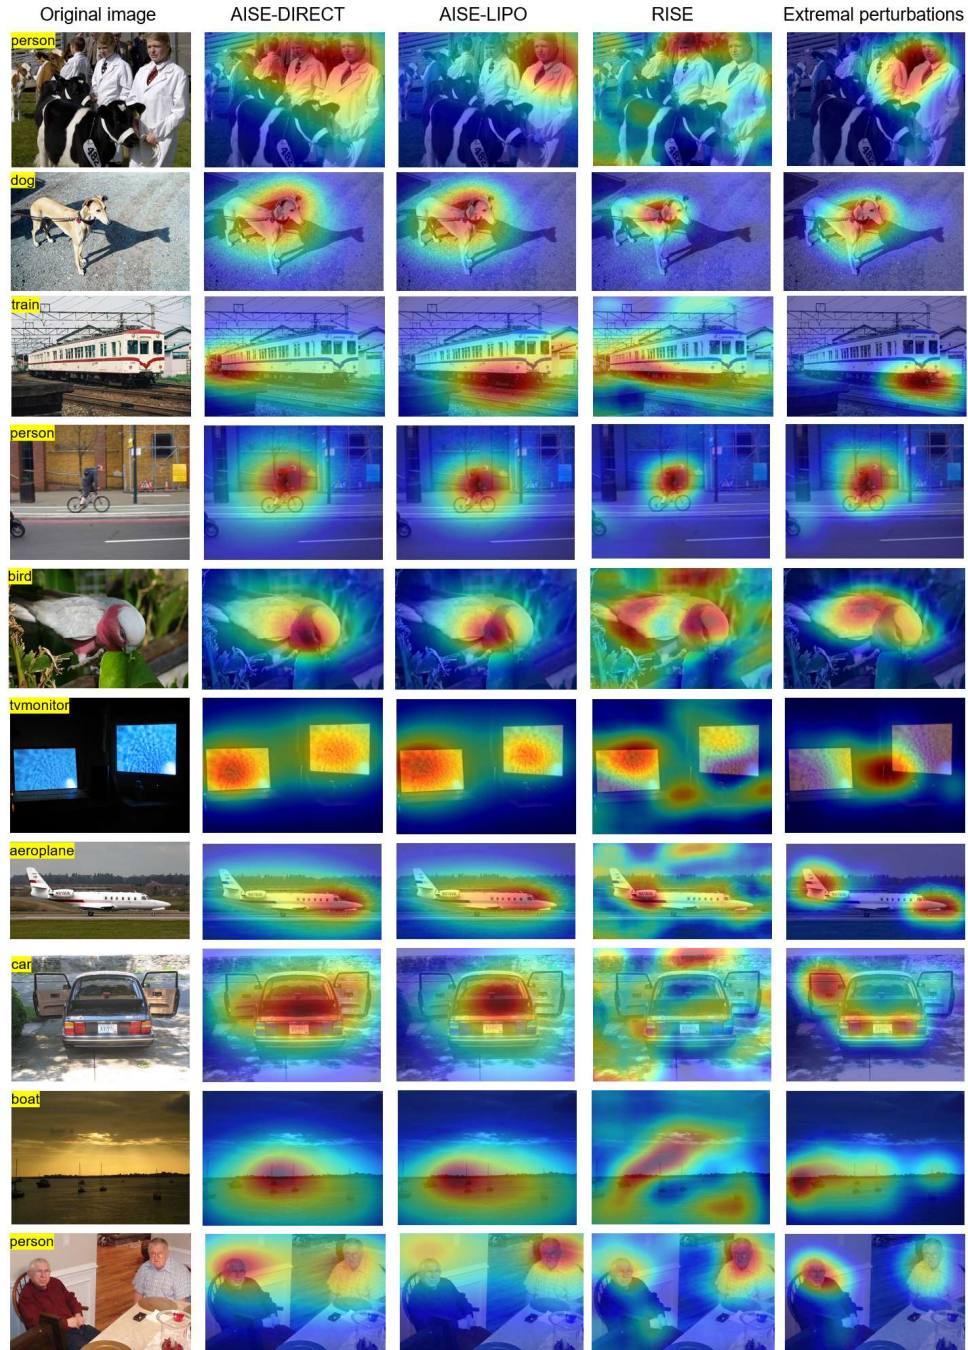 Original image AISE-DIRECT AISE-LIPO RISE Extremal perturbations
person
482
dog
train
person
bird
tvmonitor
aeroplane
car
boat
person